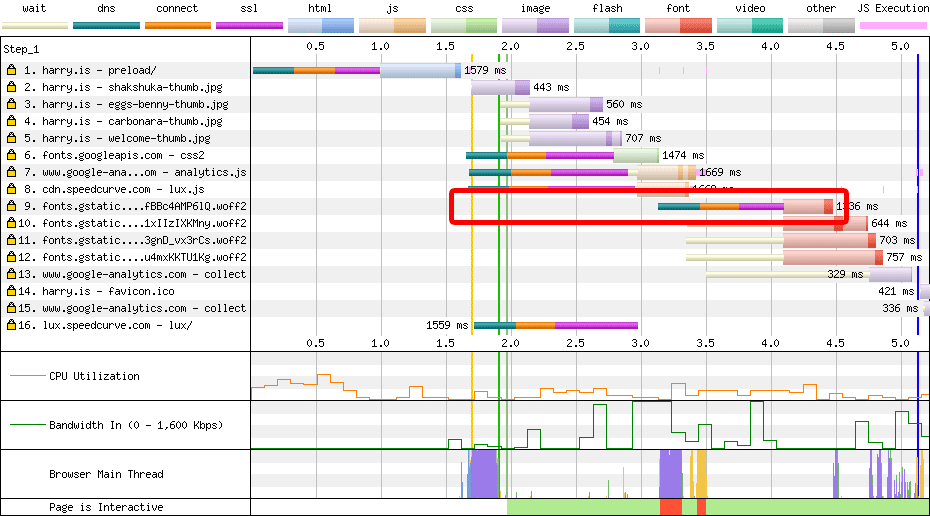 wait dns connect ssl html js css image flash font video other JS Execution
Step_1 0.5 1.0 1.5 2.0 2.5 3.0 3.5 4.0 4.5 5.0
1. harry.is - preload/ 1579 ms
2. harry.is - shakshuka-thumb.jpg 443 ms
3. harry.is - eggs-benny-thumb.jpg 560 ms
4. harry.is - carbonara-thumb.jpg 454 ms
5. harry.is - welcome-thumb.jpg 707 ms
6. fonts.googleapis.com - css2 1474 ms
7. www.google-ana...om - analytics.js 1669 ms
8. cdn.speedcurve.com - lux.js 1669 ms
9. fonts.gstatic....fBBc4AMP6lQ.woff2 1336 ms
10. fonts.gstatic....1xIIzIXKMny.woff2 644 ms
11. fonts.gstatic....3gnD_vx3rCs.woff2 703 ms
12. fonts.gstatic....u4mxKKTU1Kg.woff2 757 ms
13. www.google-analytics.com - collect 329 ms
14. harry.is - favicon.ico 421 ms
15. www.google-analytics.com - collect 336 ms
16. lux.speedcurve.com - lux/ 1559 ms
0.5 1.0 1.5 2.0 2.5 3.0 3.5 4.0 4.5 5.0
CPU Utilization
Bandwidth In (0 - 1,600 Kbps)
Browser Main Thread
Page is Interactive